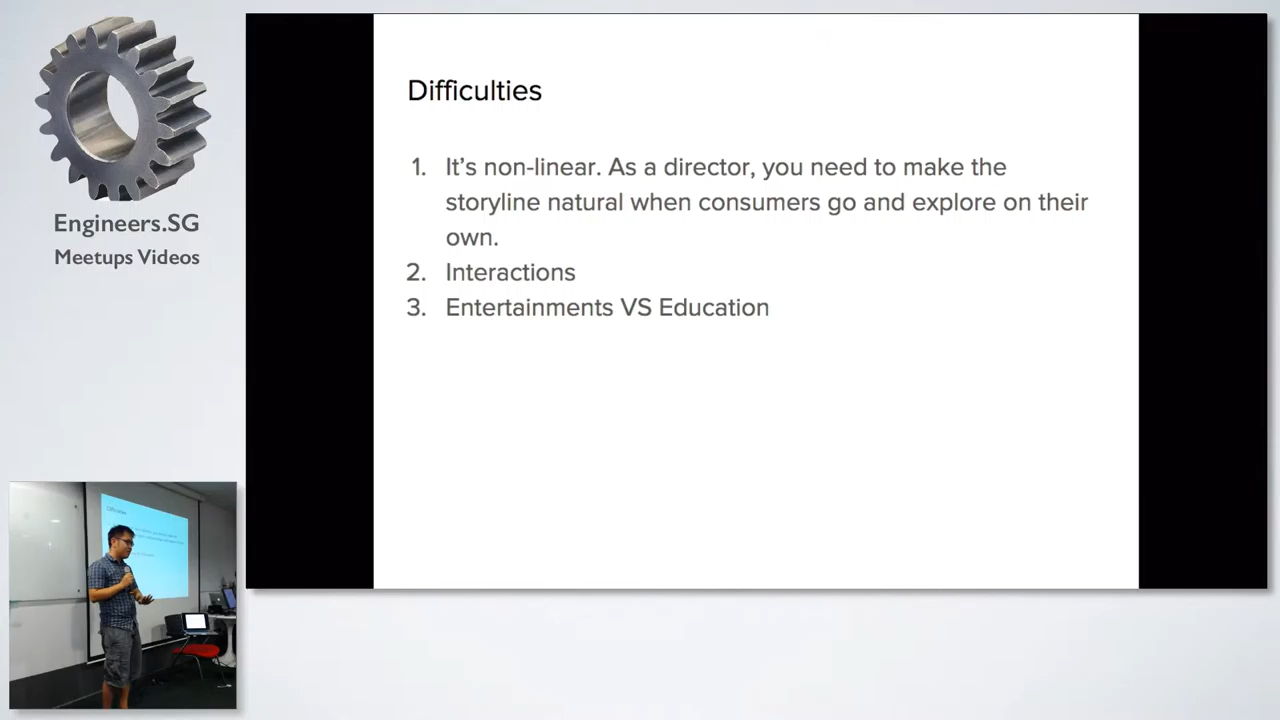 Engineers.SG
Meetups Videos
Difficulties
1. It’s non-linear. As a director, you need to make the
storyline natural when consumers go and explore on their
own.
2. Interactions
3. Entertainments VS Education
Difficulties